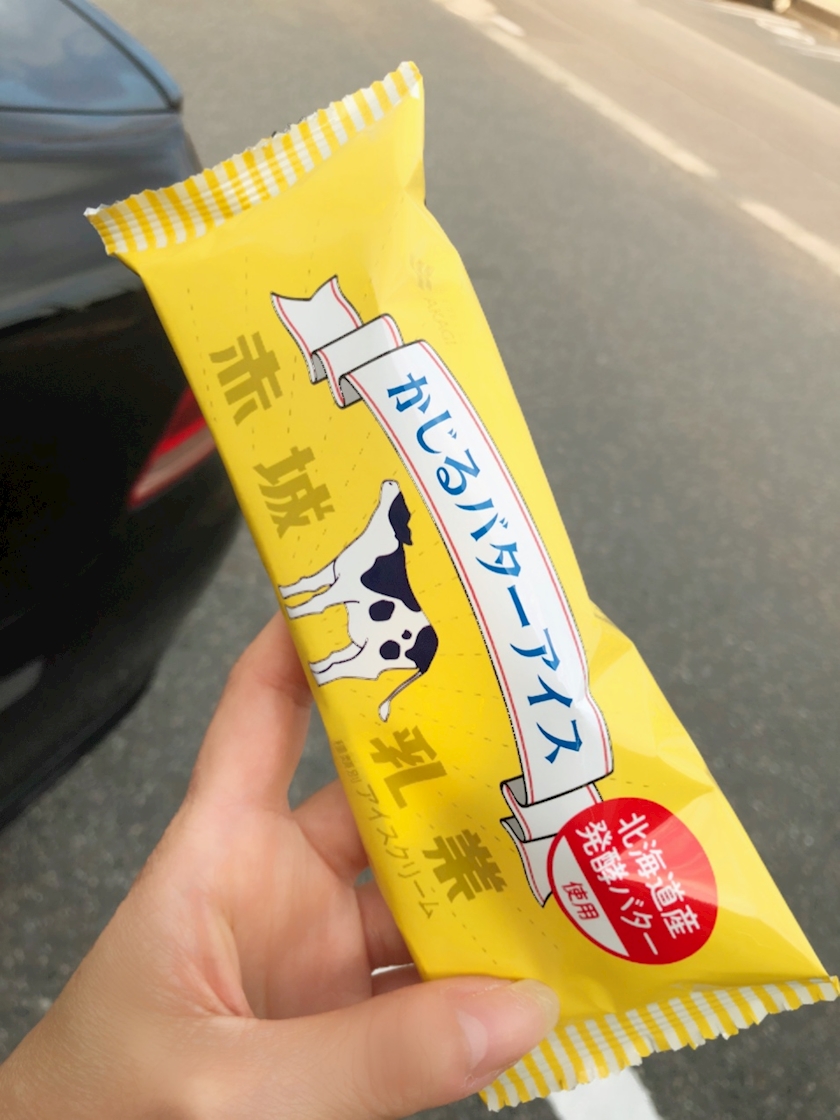 AKAGI
かじるバターアイス
赤城
乳業
種類別 アイスクリーム
北海道産
発酵バター
使用